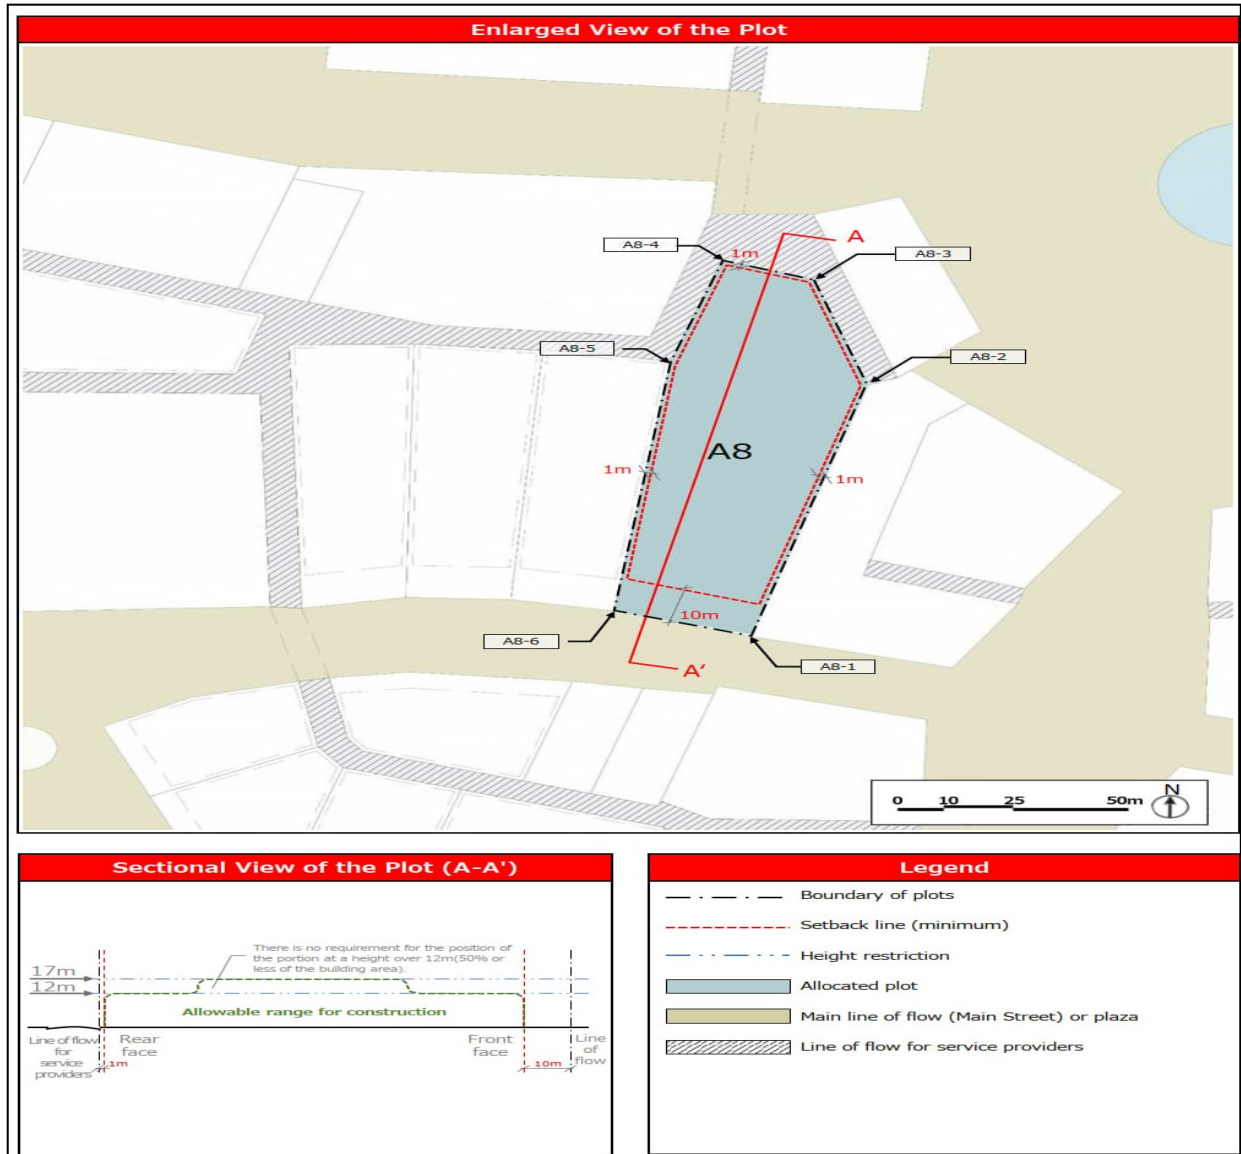 Enlarged View of the Plot
A
A8-4
1m
A8-3
A8-5
A8-2
A8
1m
1m
10m
A8-6
A8-1
A'
N
0 10 25 50m
Sectional View of the Plot (A-A')
There is no requirement for the position of
the portion at a height over 12m(50% or
less of the building area).
17m
12m
Allowable range for construction
Line of flow
for
service
providers
Rear
face
Front
face
Line
of
flow
1m
10m
Legend
Boundary of plots
Setback line (minimum)
Height restriction
Allocated plot
Main line of flow (Main Street) or plaza
Line of flow for service providers